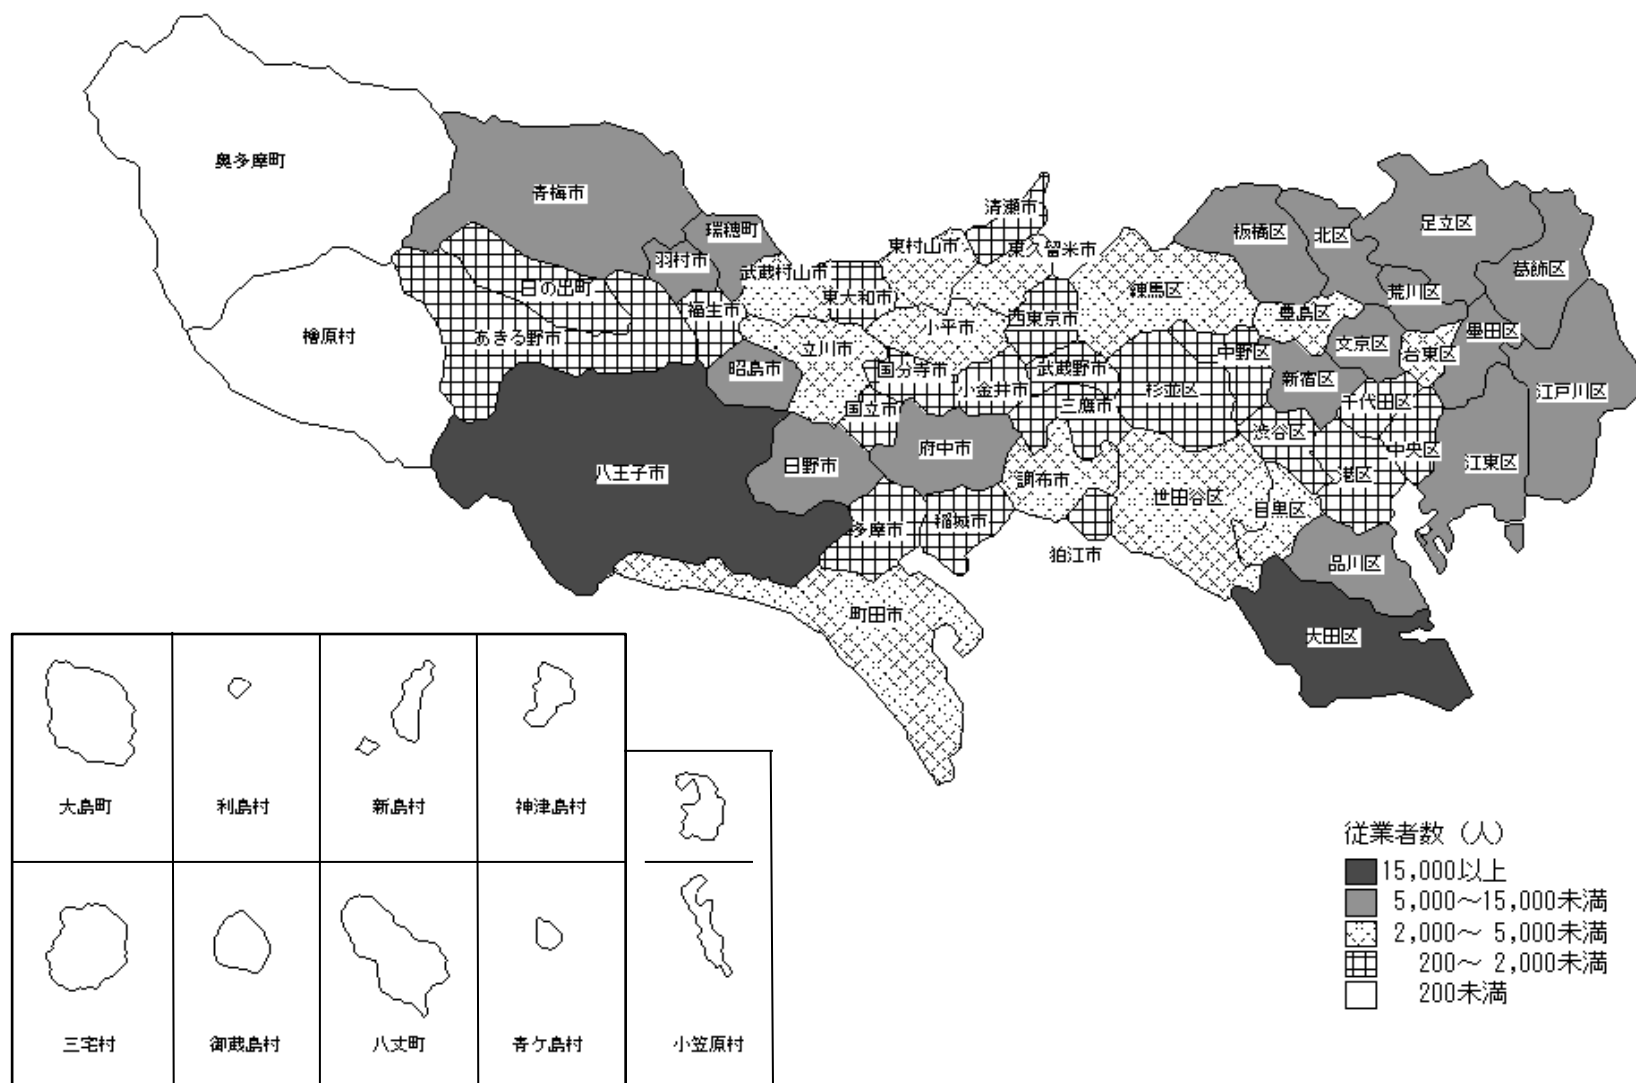 奥多摩町
青梅市
瑞穂町
羽村市
清瀬市
東村山市
東久留米市
武蔵村山市
日の出町
福生市
東大和市
練馬区
板橋区
北区
足立区
葛飾区
荒川区
檜原村
あきる野市
立川市
小平市
西東京市
豊島区
文京区
台東区
墨田区
昭島市
国分寺市
小金井市
武蔵野市
中野区
杉並区
新宿区
千代田区
江戸川区
国立市
三鷹市
渋谷区
中央区
八王子市
日野市
府中市
調布市
世田谷区
目黒区
港区
江東区
多摩市
稲城市
狛江市
品川区
町田市
大田区
大島町
利島村
新島村
神津島村
三宅村
御蔵島村
八丈町
青ケ島村
小笠原村
従業者数（人）
15,000以上
5,000～15,000未満
2,000～ 5,000未満
200～ 2,000未満
200未満